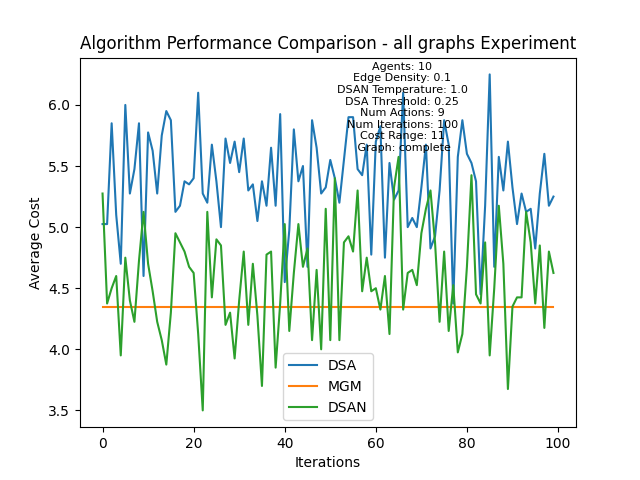 Algorithm Performance Comparison - all graphs Experiment
Agents: 10
Edge Density: 0.1
DSAN Temperature: 1.0
DSA Threshold: 0.25
Num Actions: 9
Num Iterations: 100
Cost Range: 11
Graph: complete
6.0
5.5
5.0
4.5
4.0
3.5
Average Cost
DSA
MGM
DSAN
0
20
40
60
80
100
Iterations